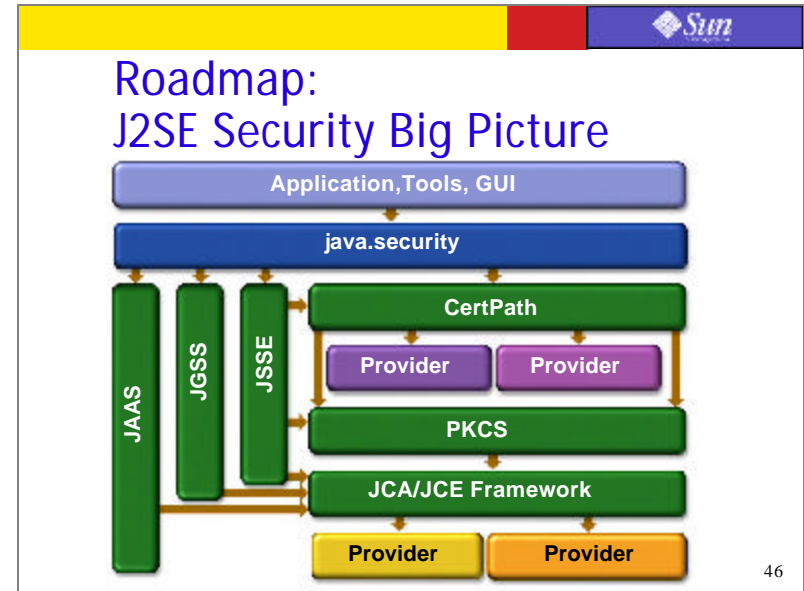 Sun
Roadmap:
J2SE Security Big Picture
Application,Tools, GUI
java.security
JAAS
JGSS
JSSE
CertPath
Provider
Provider
PKCS
JCA/JCE Framework
Provider
Provider
46